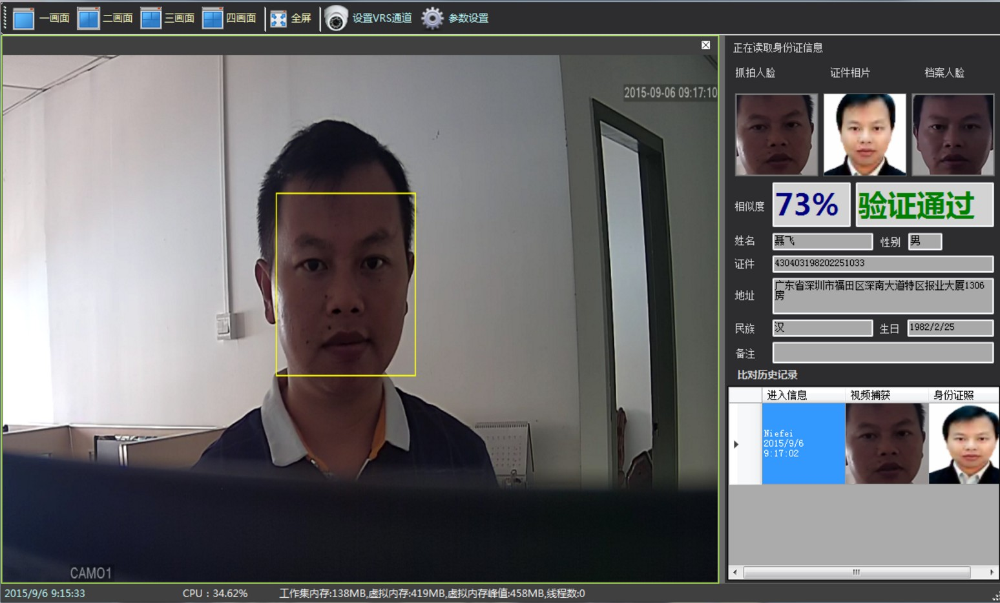 一画面 二画面 三画面 四画面 全屏 设置VRS通道 参数设置
2015-09-06 09:17:10
CAM01
正在读取身份证信息
抓拍人脸 证件相片 档案人脸
相似度 73% 验证通过
姓名 聂飞 性别 男
证件 430403198202251033
地址 广东省深圳市福田区深南大道特区报业大厦1306
房
民族 汉 生日 1982/2/25
备注
比对历史记录
进入信息 视频捕获 身份证照
Niefei
2015/9/6
9:17:02
2015/9/6 9:15:33 CPU：34.62% 工作集内存:138MB,虚拟内存:419MB,虚拟内存峰值:458MB,线程数:0